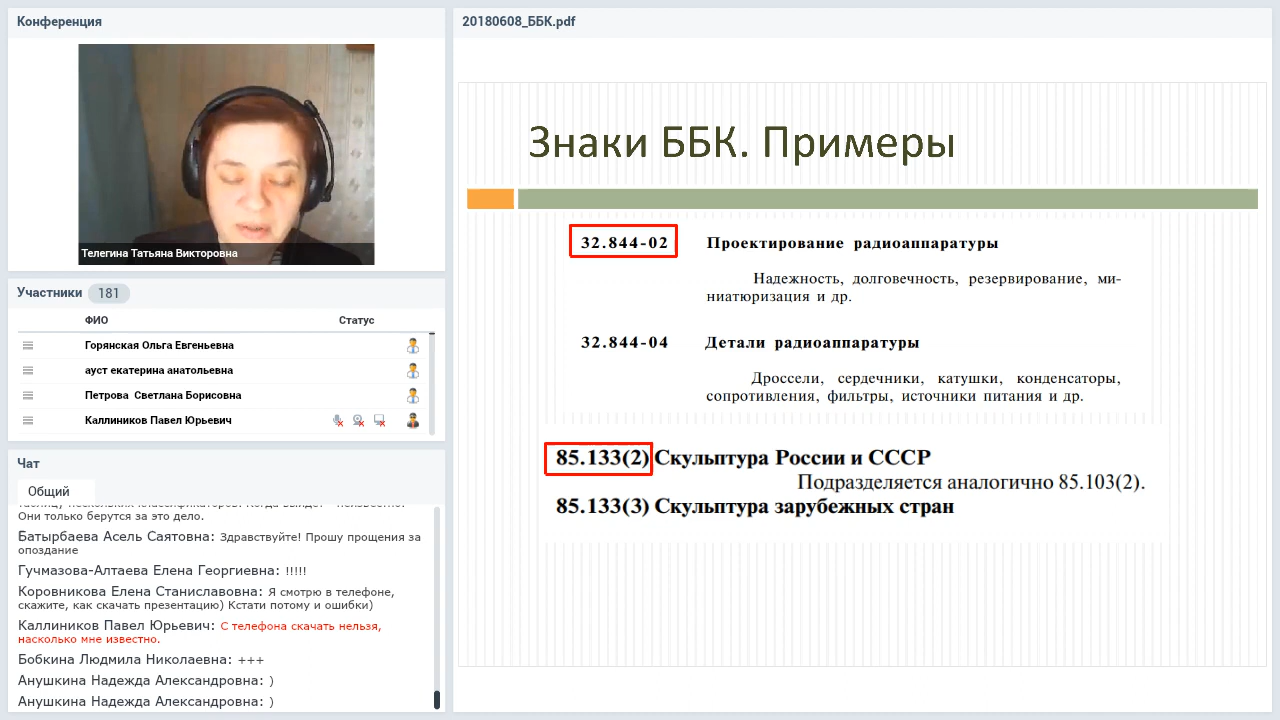 Конференция
Телегина Татьяна Викторовна
Участники 181
ФИО Статус
Горянская Ольга Евгеньевна
ауст екатерина анатольевна
Петрова Светлана Борисовна
Каллиников Павел Юрьевич
Чат
Общий
Они только берутся за это дело.
Батырбаева Асель Саятовна: Здравствуйте! Прошу прощения за
опоздание
Гучмазова-Алтаева Елена Георгиевна: !!!!!
Коровникова Елена Станиславовна: Я смотрю в телефоне,
скажите, как скачать презентацию) Кстати потому и ошибки)
Каллиников Павел Юрьевич: С телефона скачать нельзя,
насколько мне известно.
Бобкина Людмила Николаевна: +++
Анушкина Надежда Александровна: )
Анушкина Надежда Александровна: )
20180608_ББК.pdf
Знаки ББК. Примеры
32.844-02 Проектирование радиоаппаратуры
Надежность, долговечность, резервирование, ми-
ниатюризация и др.
32.844-04 Детали радиоаппаратуры
Дроссели, сердечники, катушки, конденсаторы,
сопротивления, фильтры, источники питания и др.
85.133(2) Скульптура России и СССР
Подразделяется аналогично 85.103(2).
85.133(3) Скульптура зарубежных стран